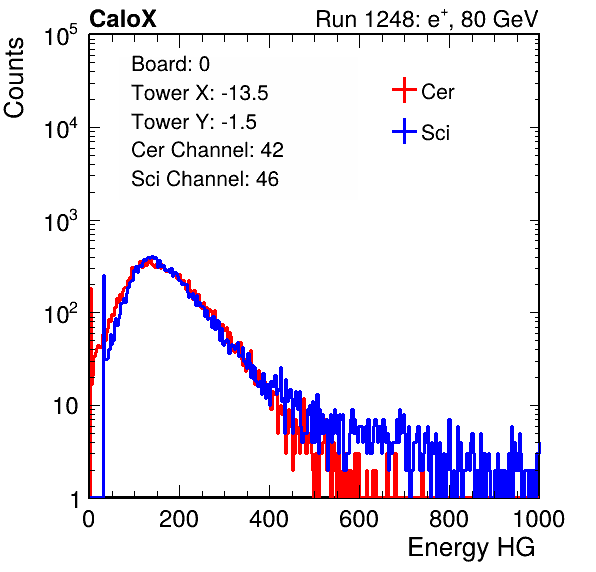 CaloX Run 1248: e⁺, 80 GeV
Board: 0
Tower X: -13.5
Tower Y: -1.5
Cer Channel: 42
Sci Channel: 46
Cer
Sci
Counts
10⁵
10⁴
10³
10²
10
1
0 200 400 600 800 1000
Energy HG